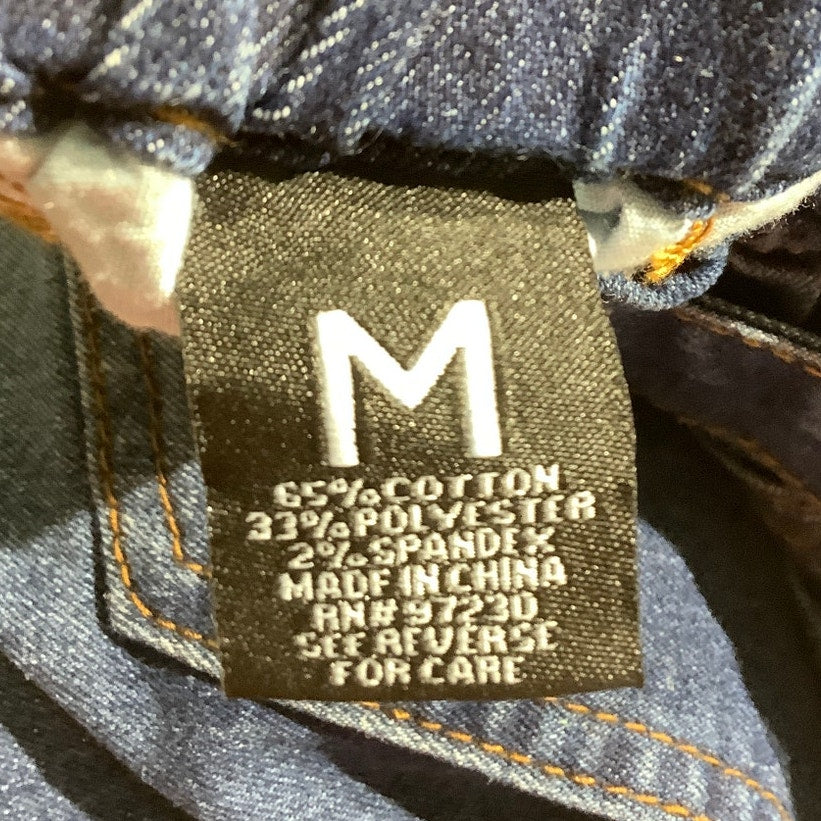 M
65% COTTON
33% POLYESTER
2% SPANDEX
MADE IN CHINA
RN# 97230
SEE REVERSE
FOR CARE